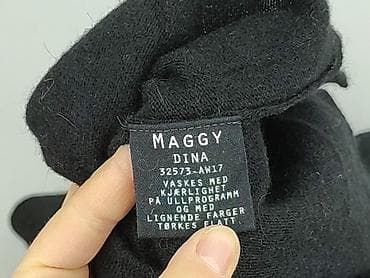 MAGGY
DINA
32573-AW17
VASKES MED
KJÆRLIGHET
PÅ ULLPROGRAMM
OG MED
LIGNENDE FARGER
TØRKES FLATT.